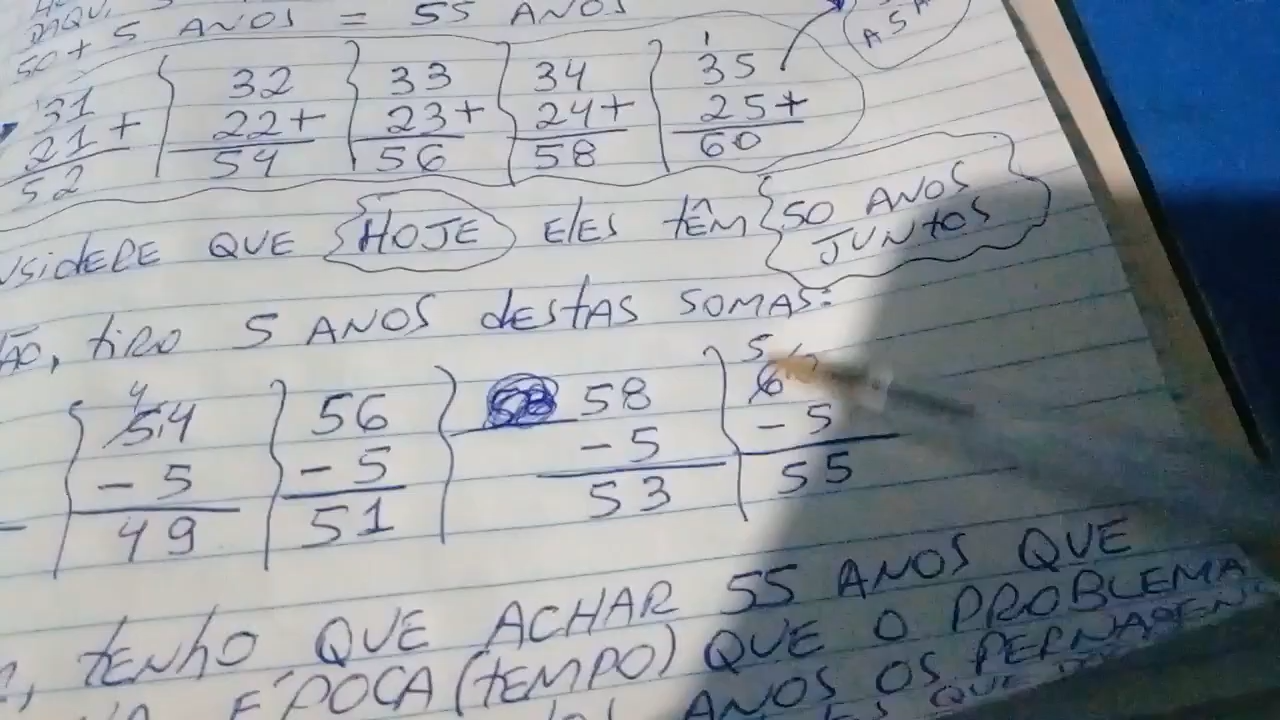 50 + 5 ANOS = 55 ANOS
31 32 33 34 35
21 + 22 + 23 + 24 + 25 +
52 54 56 58 60
QUE HOJE ELES TÊM 50 ANOS
JUNTOS
TIRO 5 ANOS DESTAS SOMAS:
54 56 58 6
- 5 - 5 - 5 - 5
49 51 53 55
TENHO QUE ACHAR 55 ANOS QUE
ÉPOCA (TEMPO) QUE O PROBLEMA
ANOS OS
QUE